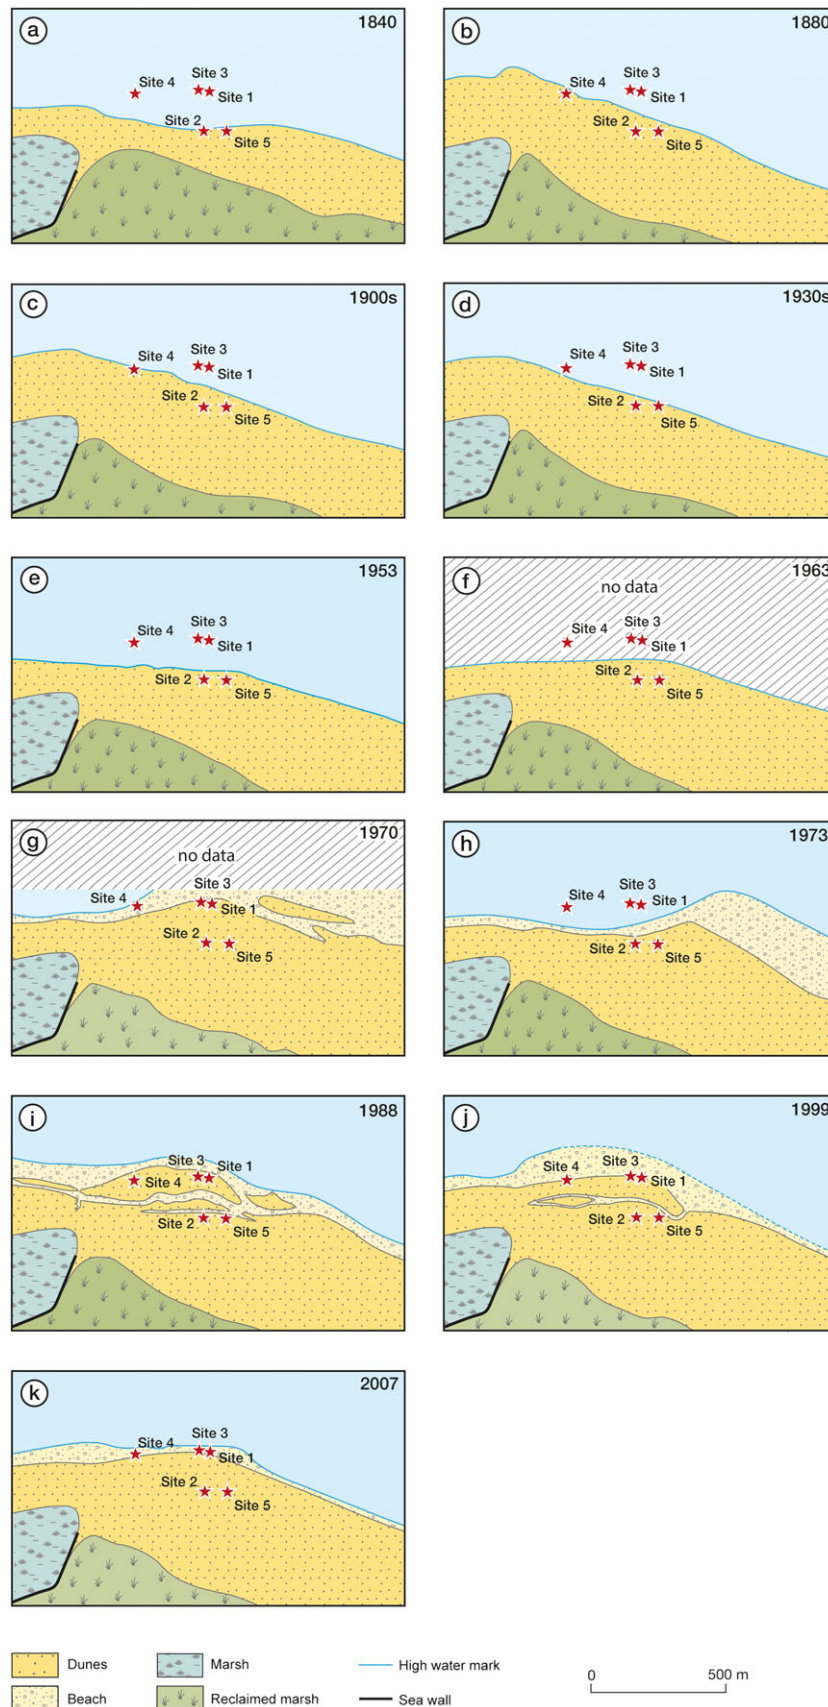 a 1840
Site 3
Site 4
Site 1
Site 2
Site 5
b 1880
Site 3
Site 4
Site 1
Site 2
Site 5
c 1900s
Site 3
Site 4
Site 1
Site 2
Site 5
d 1930s
Site 3
Site 4
Site 1
Site 2
Site 5
e 1953
Site 3
Site 4
Site 1
Site 2
Site 5
f 1963
no data
Site 3
Site 4
Site 1
Site 2
Site 5
g 1970
no data
Site 3
Site 4
Site 1
Site 2
Site 5
h 1973
Site 3
Site 4
Site 1
Site 2
Site 5
i 1988
Site 3
Site 1
Site 4
Site 2
Site 5
j 1999
Site 3
Site 4
Site 1
Site 2
Site 5
k 2007
Site 3
Site 4
Site 1
Site 2
Site 5
Dunes Marsh High water mark 0 500 m
Beach Reclaimed marsh Sea wall